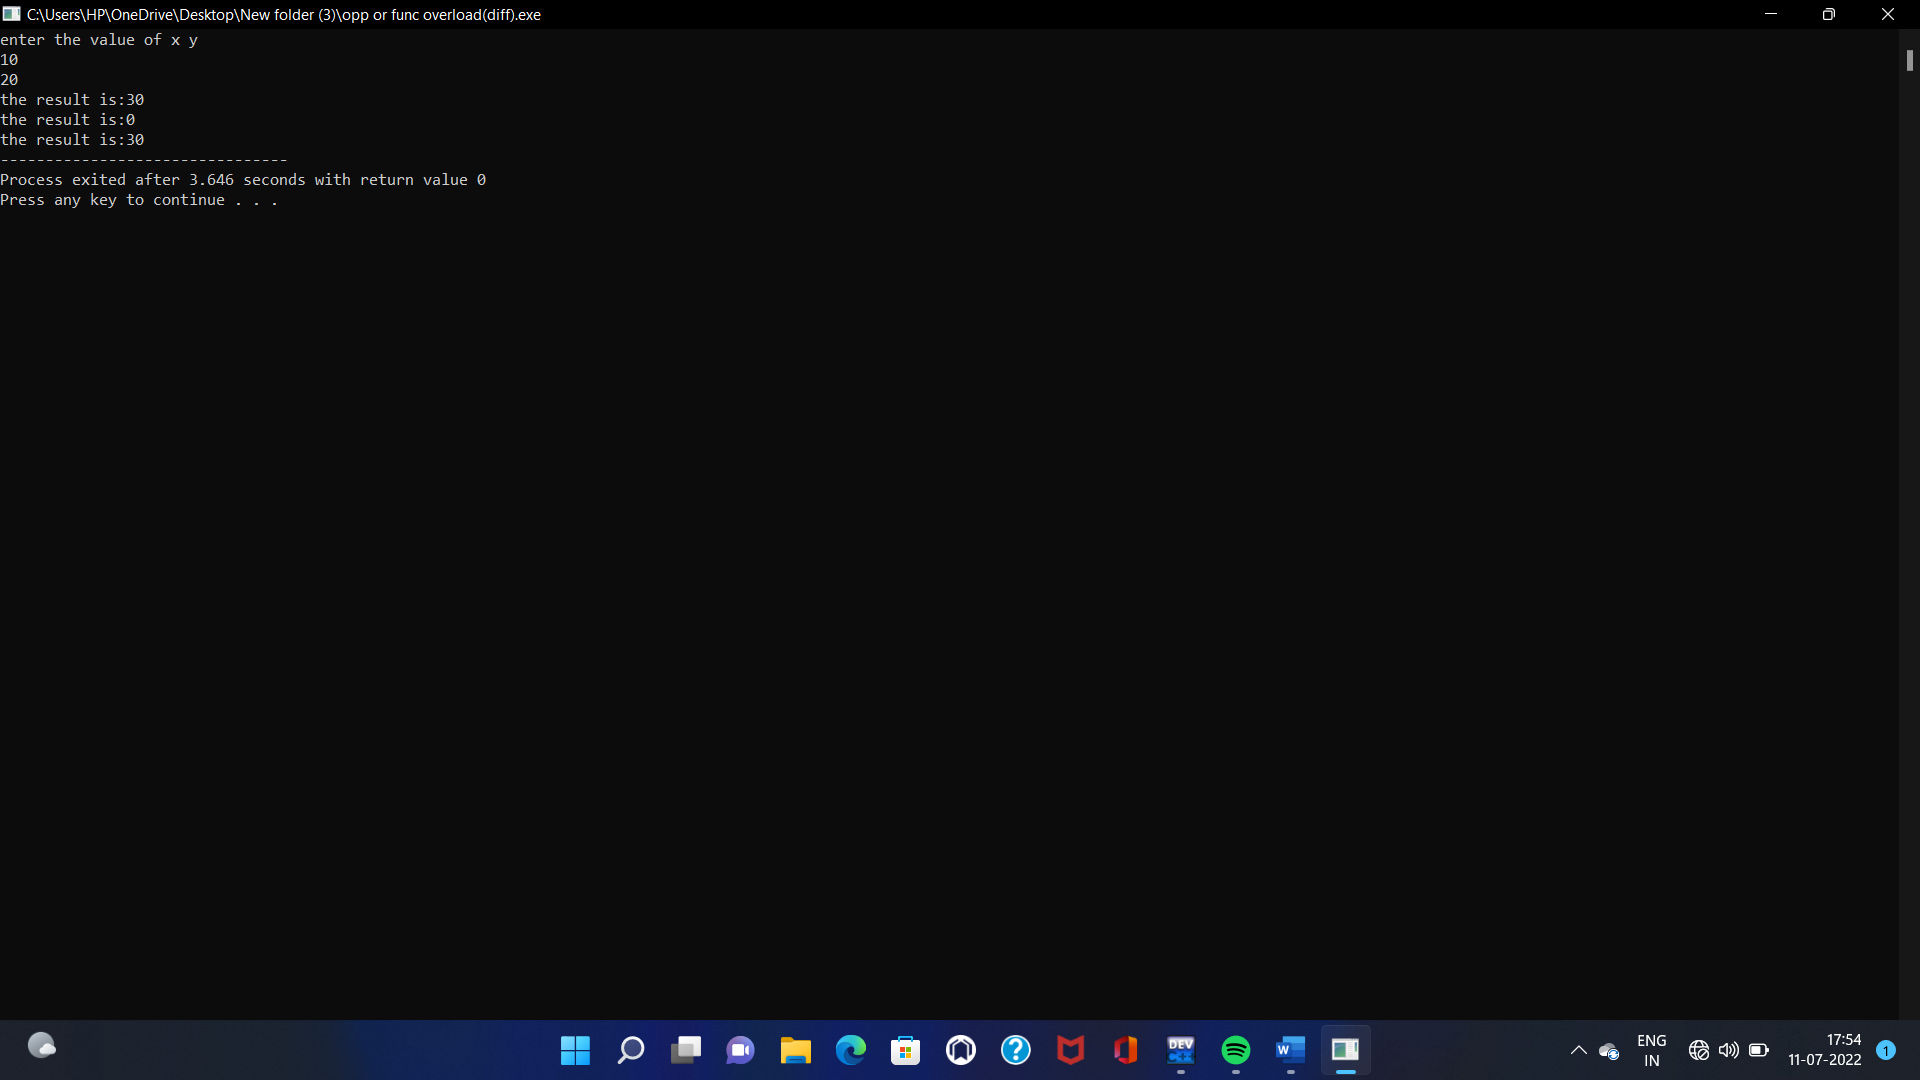 C:\Users\HP\OneDrive\Desktop\New folder (3)\opp or func overload(diff).exe
enter the value of x y
10
20
the result is:30
the result is:0
the result is:30
--------------------------------
Process exited after 3.646 seconds with return value 0
Press any key to continue . . .
DEV
C++
W
ENG
IN
17:54
11-07-2022
1